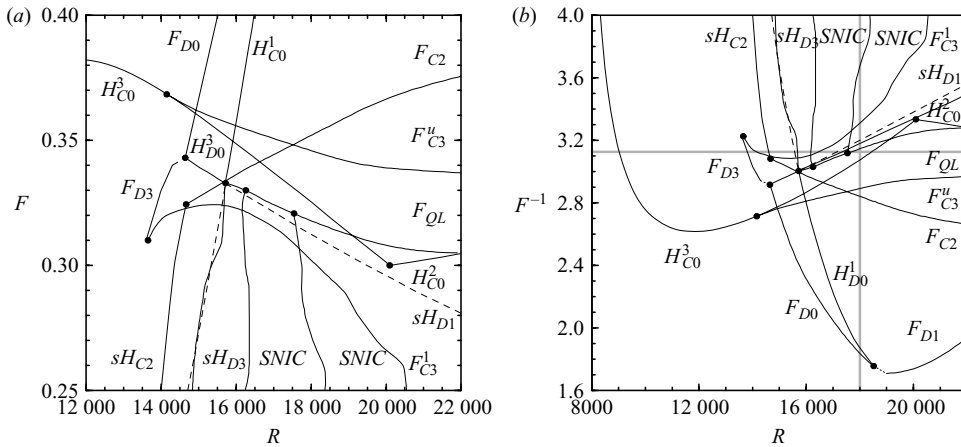 (a)
0.40
0.35
F
0.30
0.25
12 000 14 000 16 000 18 000 20 000 22 000
R
F_{D0}
H^1_{C0}
F_{C2}
H^3_{C0}
H^3_{D0}
F^u_{C3}
F_{D3}
F_{QL}
H^2_{C0}
sH_{D1}
sH_{C2}
sH_{D3}
SNIC
SNIC
F^1_{C3}
(b)
4.0
3.6
3.2
2.8
F^{-1}
2.4
2.0
1.6
8000 12 000 16 000 20 000
R
sH_{C2}
sH_{D3}
SNIC
SNIC
F^1_{C3}
sH_{D1}
H^2_{C0}
F_{D3}
F_{QL}
F^u_{C3}
F_{C2}
H^3_{C0}
H^1_{D0}
F_{D0}
F_{D1}